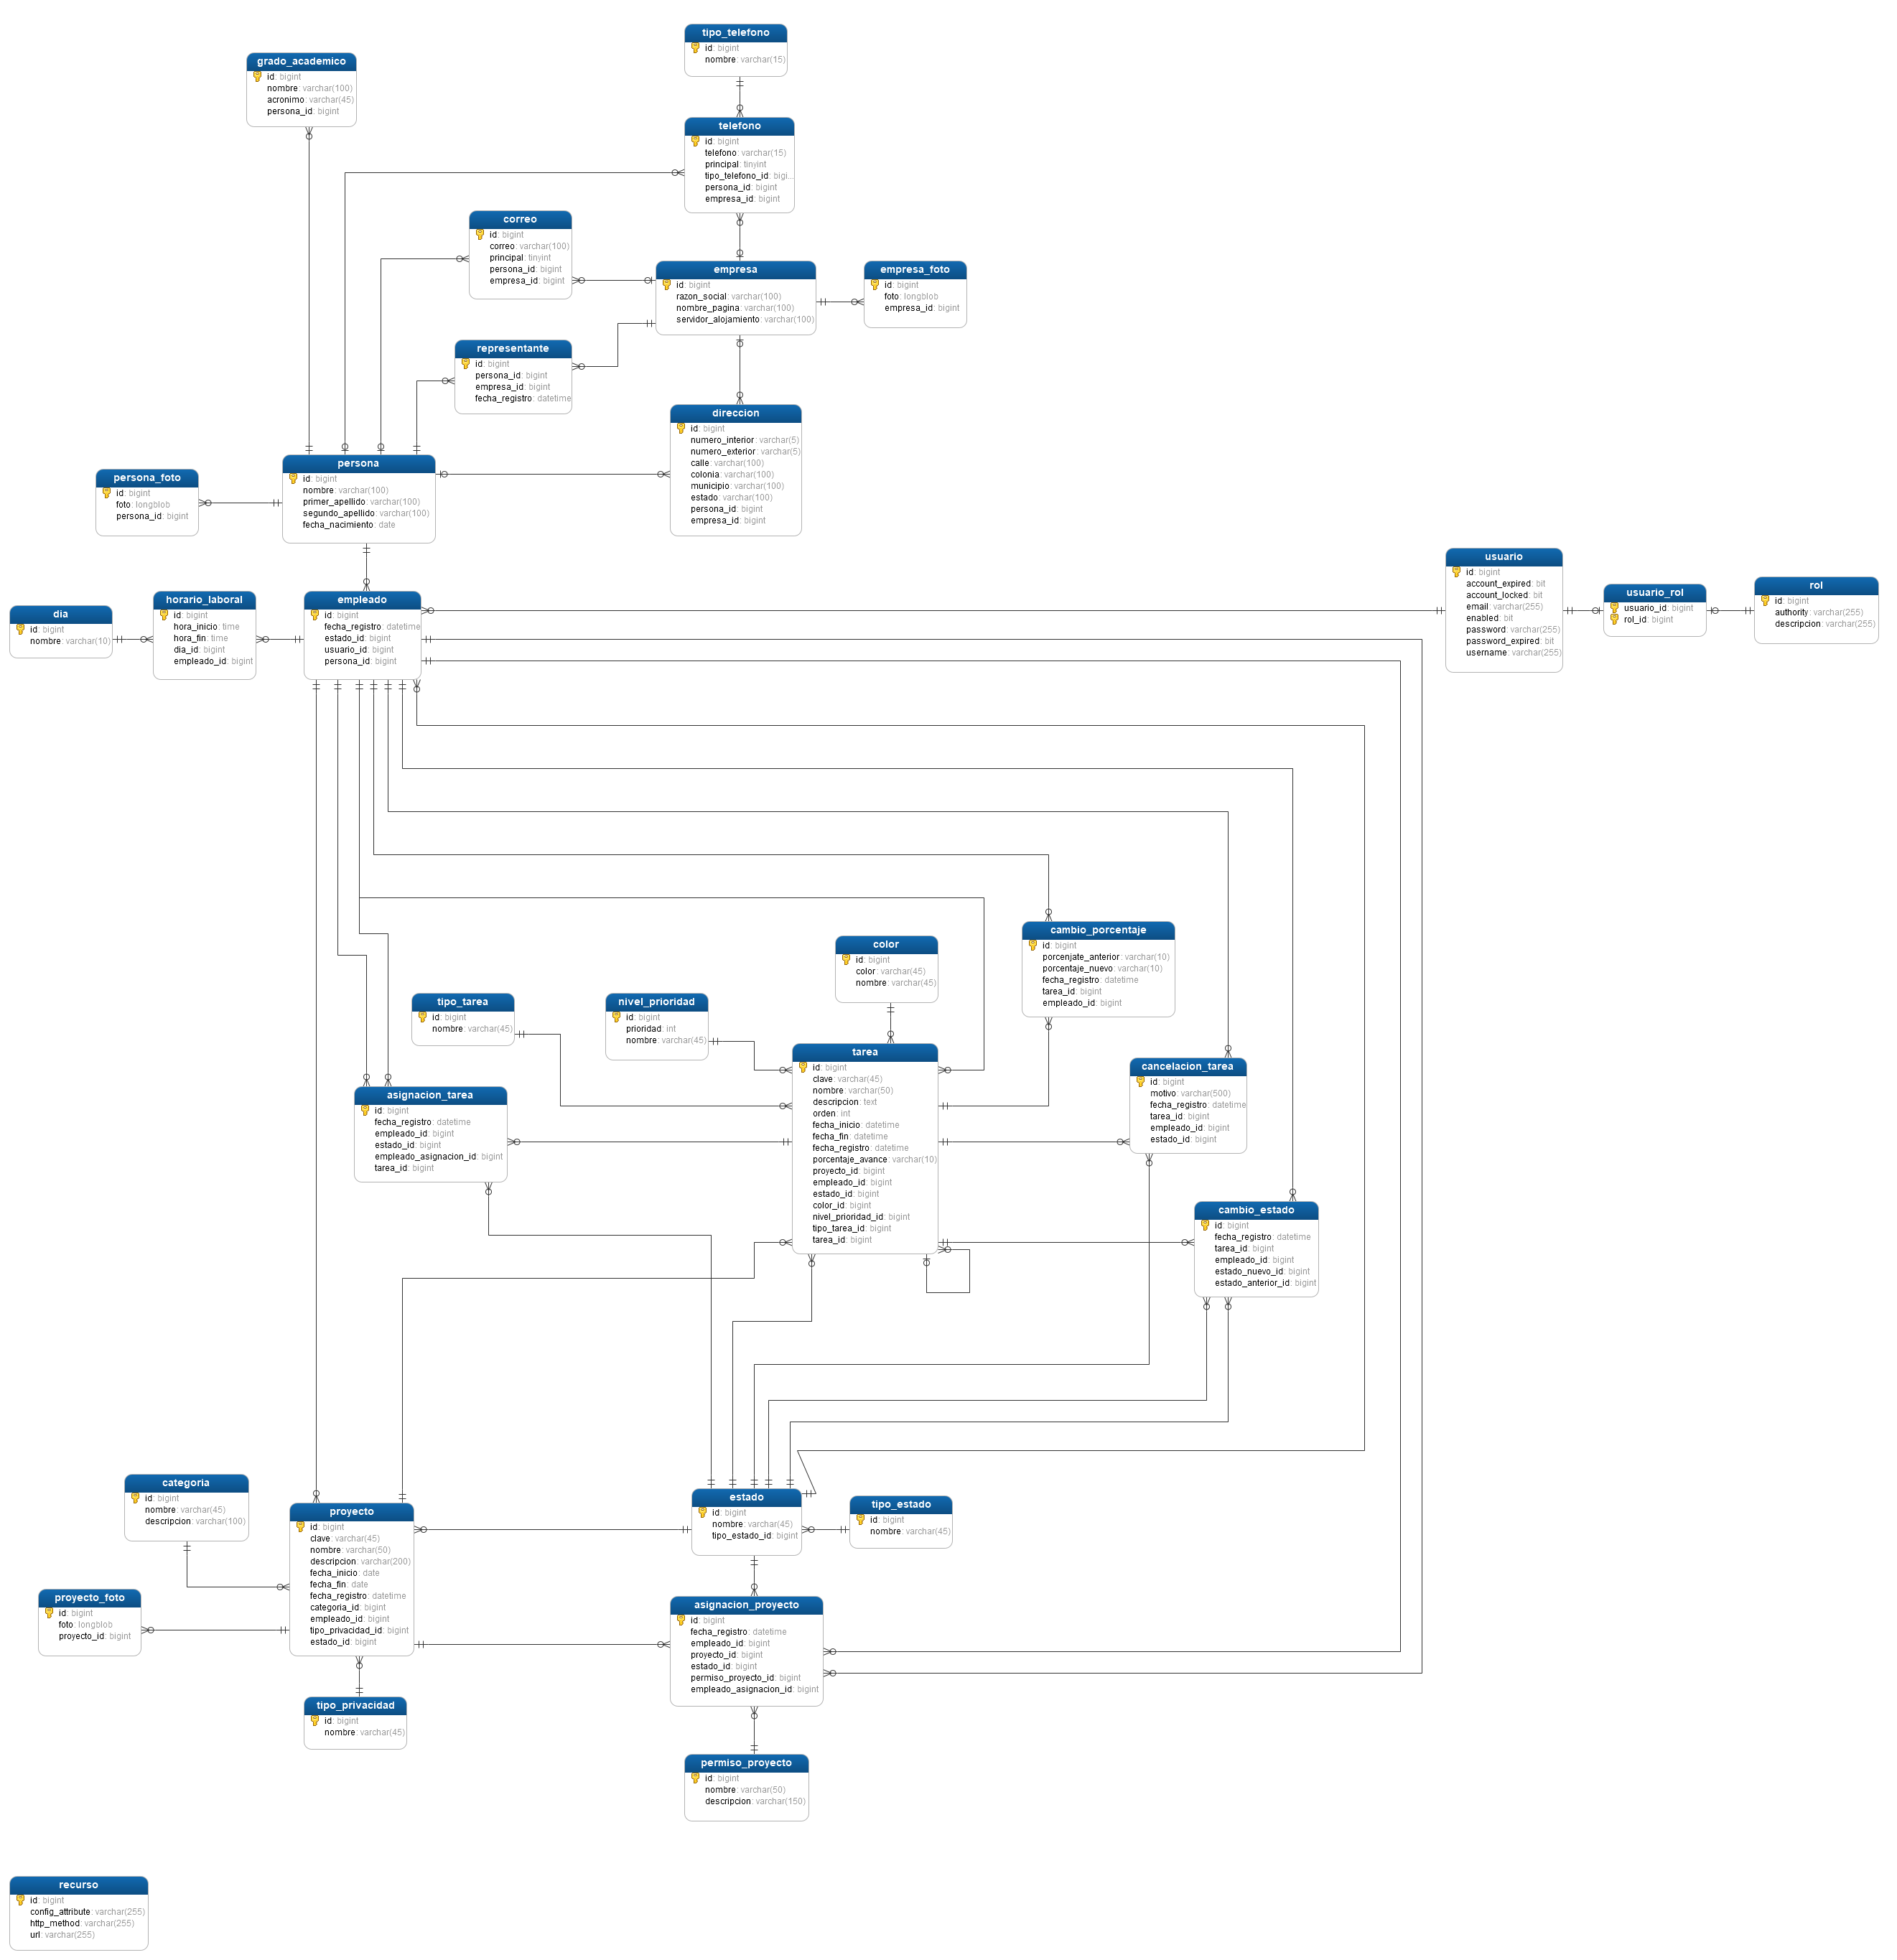 tipo_telefono
id: bigint
nombre: varchar(15)
grado_academico
id: bigint
nombre: varchar(100)
acronimo: varchar(45)
persona_id: bigint
telefono
id: bigint
telefono: varchar(15)
principal: tinyint
tipo_telefono_id: bigi...
persona_id: bigint
empresa_id: bigint
correo
id: bigint
correo: varchar(100)
principal: tinyint
persona_id: bigint
empresa_id: bigint
empresa
id: bigint
razon_social: varchar(100)
nombre_pagina: varchar(100)
servidor_alojamiento: varchar(100)
empresa_foto
id: bigint
foto: longblob
empresa_id: bigint
representante
id: bigint
persona_id: bigint
empresa_id: bigint
fecha_registro: datetime
direccion
id: bigint
numero_interior: varchar(5)
numero_exterior: varchar(5)
calle: varchar(100)
colonia: varchar(100)
municipio: varchar(100)
estado: varchar(100)
persona_id: bigint
empresa_id: bigint
persona
id: bigint
nombre: varchar(100)
primer_apellido: varchar(100)
segundo_apellido: varchar(100)
fecha_nacimiento: date
persona_foto
id: bigint
foto: longblob
persona_id: bigint
dia
id: bigint
nombre: varchar(10)
horario_laboral
id: bigint
hora_inicio: time
hora_fin: time
dia_id: bigint
empleado_id: bigint
empleado
id: bigint
fecha_registro: datetime
estado_id: bigint
usuario_id: bigint
persona_id: bigint
usuario
id: bigint
account_expired: bit
account_locked: bit
email: varchar(255)
enabled: bit
password: varchar(255)
password_expired: bit
username: varchar(255)
usuario_rol
usuario_id: bigint
rol_id: bigint
rol
id: bigint
authority: varchar(255)
descripcion: varchar(255)
cambio_porcentaje
id: bigint
porcenjate_anterior: varchar(10)
porcentaje_nuevo: varchar(10)
fecha_registro: datetime
tarea_id: bigint
empleado_id: bigint
color
id: bigint
color: varchar(45)
nombre: varchar(45)
tipo_tarea
id: bigint
nombre: varchar(45)
nivel_prioridad
id: bigint
prioridad: int
nombre: varchar(45)
tarea
id: bigint
clave: varchar(45)
nombre: varchar(50)
descripcion: text
orden: int
fecha_inicio: datetime
fecha_fin: datetime
fecha_registro: datetime
porcentaje_avance: varchar(10)
proyecto_id: bigint
empleado_id: bigint
estado_id: bigint
color_id: bigint
nivel_prioridad_id: bigint
tipo_tarea_id: bigint
tarea_id: bigint
cancelacion_tarea
id: bigint
motivo: varchar(500)
fecha_registro: datetime
tarea_id: bigint
empleado_id: bigint
estado_id: bigint
asignacion_tarea
id: bigint
fecha_registro: datetime
empleado_id: bigint
estado_id: bigint
empleado_asignacion_id: bigint
tarea_id: bigint
cambio_estado
id: bigint
fecha_registro: datetime
tarea_id: bigint
empleado_id: bigint
estado_nuevo_id: bigint
estado_anterior_id: bigint
categoria
id: bigint
nombre: varchar(45)
descripcion: varchar(100)
proyecto
id: bigint
clave: varchar(45)
nombre: varchar(50)
descripcion: varchar(200)
fecha_inicio: date
fecha_fin: date
fecha_registro: datetime
categoria_id: bigint
empleado_id: bigint
tipo_privacidad_id: bigint
estado_id: bigint
estado
id: bigint
nombre: varchar(45)
tipo_estado_id: bigint
tipo_estado
id: bigint
nombre: varchar(45)
proyecto_foto
id: bigint
foto: longblob
proyecto_id: bigint
asignacion_proyecto
id: bigint
fecha_registro: datetime
empleado_id: bigint
proyecto_id: bigint
estado_id: bigint
permiso_proyecto_id: bigint
empleado_asignacion_id: bigint
tipo_privacidad
id: bigint
nombre: varchar(45)
permiso_proyecto
id: bigint
nombre: varchar(50)
descripcion: varchar(150)
recurso
id: bigint
config_attribute: varchar(255)
http_method: varchar(255)
url: varchar(255)